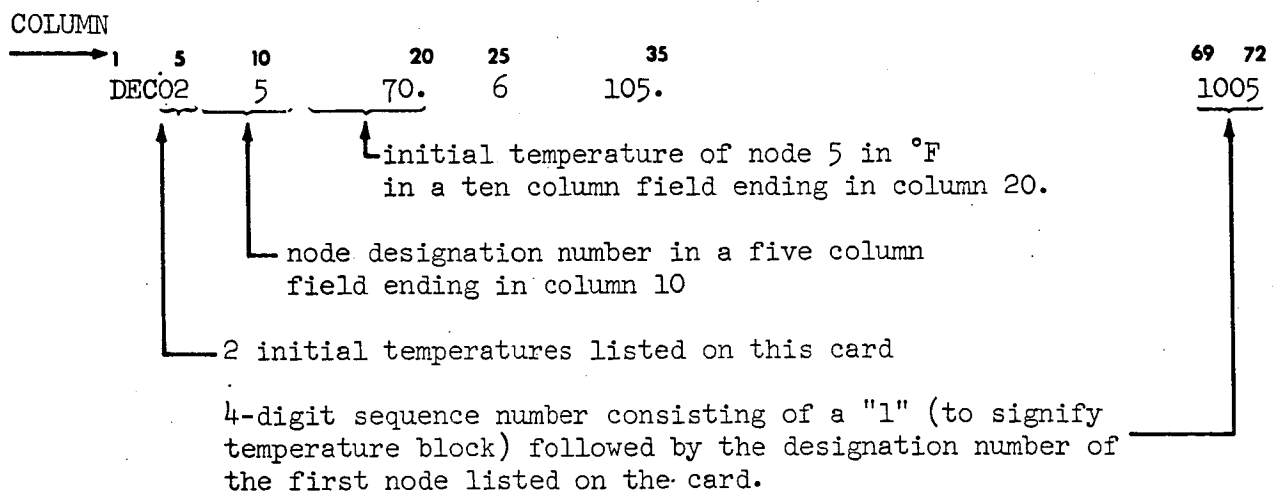 COLUMN
1 5 10 20 25 35 69 72
DEC02 5 70. 6 105. 1005
initial temperature of node 5 in °F
in a ten column field ending in column 20.
node designation number in a five column
field ending in column 10
2 initial temperatures listed on this card
4-digit sequence number consisting of a "1" (to signify
temperature block) followed by the designation number of
the first node listed on the card.